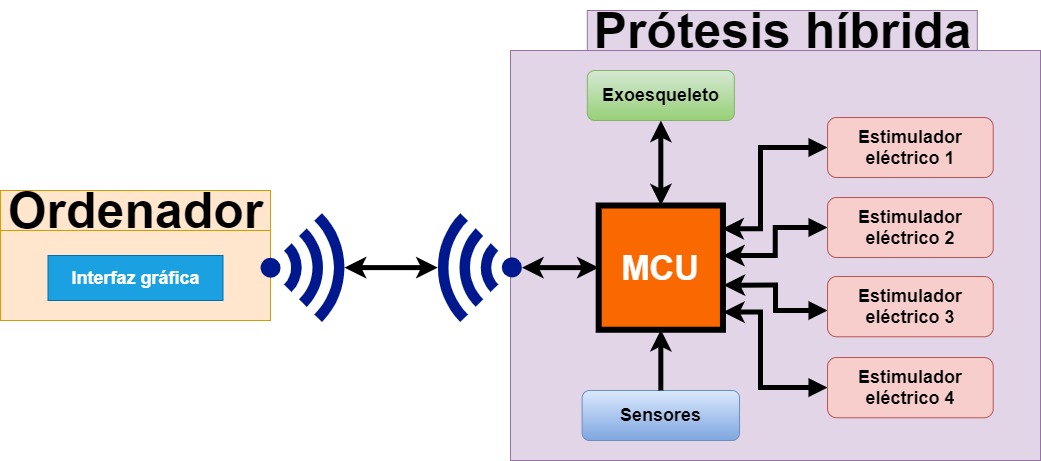 Prótesis híbrida
Exoesqueleto
Estimulador
eléctrico 1
Ordenador
Estimulador
eléctrico 2
Interfaz gráfica
MCU
Estimulador
eléctrico 3
Estimulador
eléctrico 4
Sensores